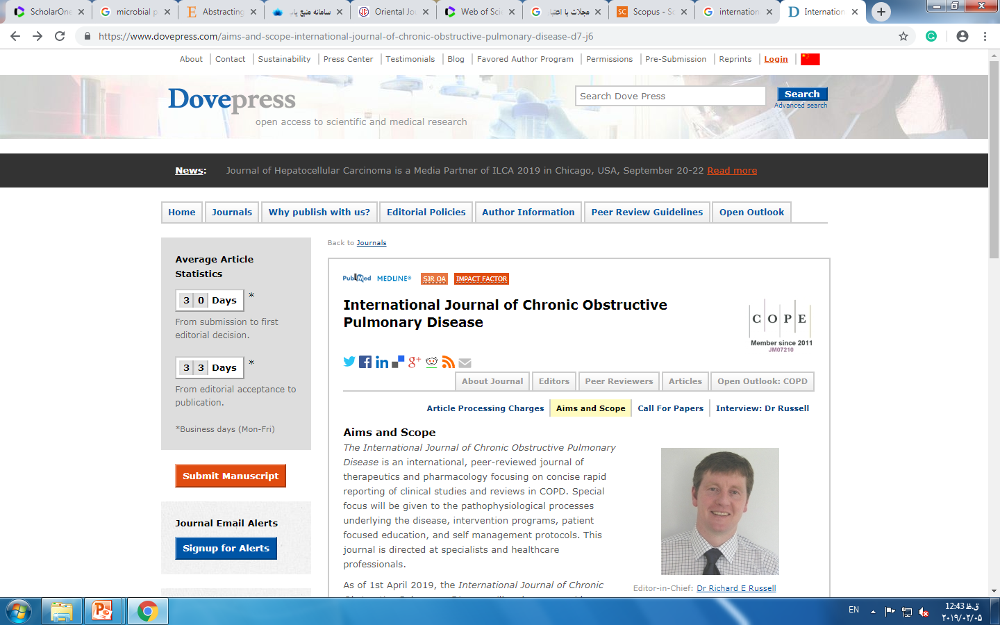 ScholarOne
microbial p
Abstracting
سامانه منبع یاب
Oriental Jo
Web of Sci
مجلات با اعتبار
Scopus - Sc
internation
Internation
https://www.dovepress.com/aims-and-scope-international-journal-of-chronic-obstructive-pulmonary-disease-d7-j6
About Contact Sustainability Press Center Testimonials Blog Favored Author Program Permissions Pre-Submission Reprints Login
Dovepress
open access to scientific and medical research
Search Dove Press
Search
Advanced search
News: Journal of Hepatocellular Carcinoma is a Media Partner of ILCA 2019 in Chicago, USA, September 20-22 Read more
Home Journals Why publish with us? Editorial Policies Author Information Peer Review Guidelines Open Outlook
Average Article
Statistics
30 Days *
From submission to first
editorial decision.
33 Days *
From editorial acceptance to
publication.
*Business days (Mon-Fri)
Submit Manuscript
Journal Email Alerts
Signup for Alerts
Back to Journals
PubMed MEDLINE® SJR OA IMPACT FACTOR
International Journal of Chronic Obstructive
Pulmonary Disease
COPE
Member since 2011
JM07210
About Journal Editors Peer Reviewers Articles Open Outlook: COPD
Article Processing Charges Aims and Scope Call For Papers Interview: Dr Russell
Aims and Scope
The International Journal of Chronic Obstructive Pulmonary
Disease is an international, peer-reviewed journal of
therapeutics and pharmacology focusing on concise rapid
reporting of clinical studies and reviews in COPD. Special
focus will be given to the pathophysiological processes
underlying the disease, intervention programs, patient
focused education, and self management protocols. This
journal is directed at specialists and healthcare
professionals.
As of 1st April 2019, the International Journal of Chronic
Editor-in-Chief: Dr Richard E Russell
EN
12:43 ق.ظ
۲۰۱۹/۰۲/۰۵